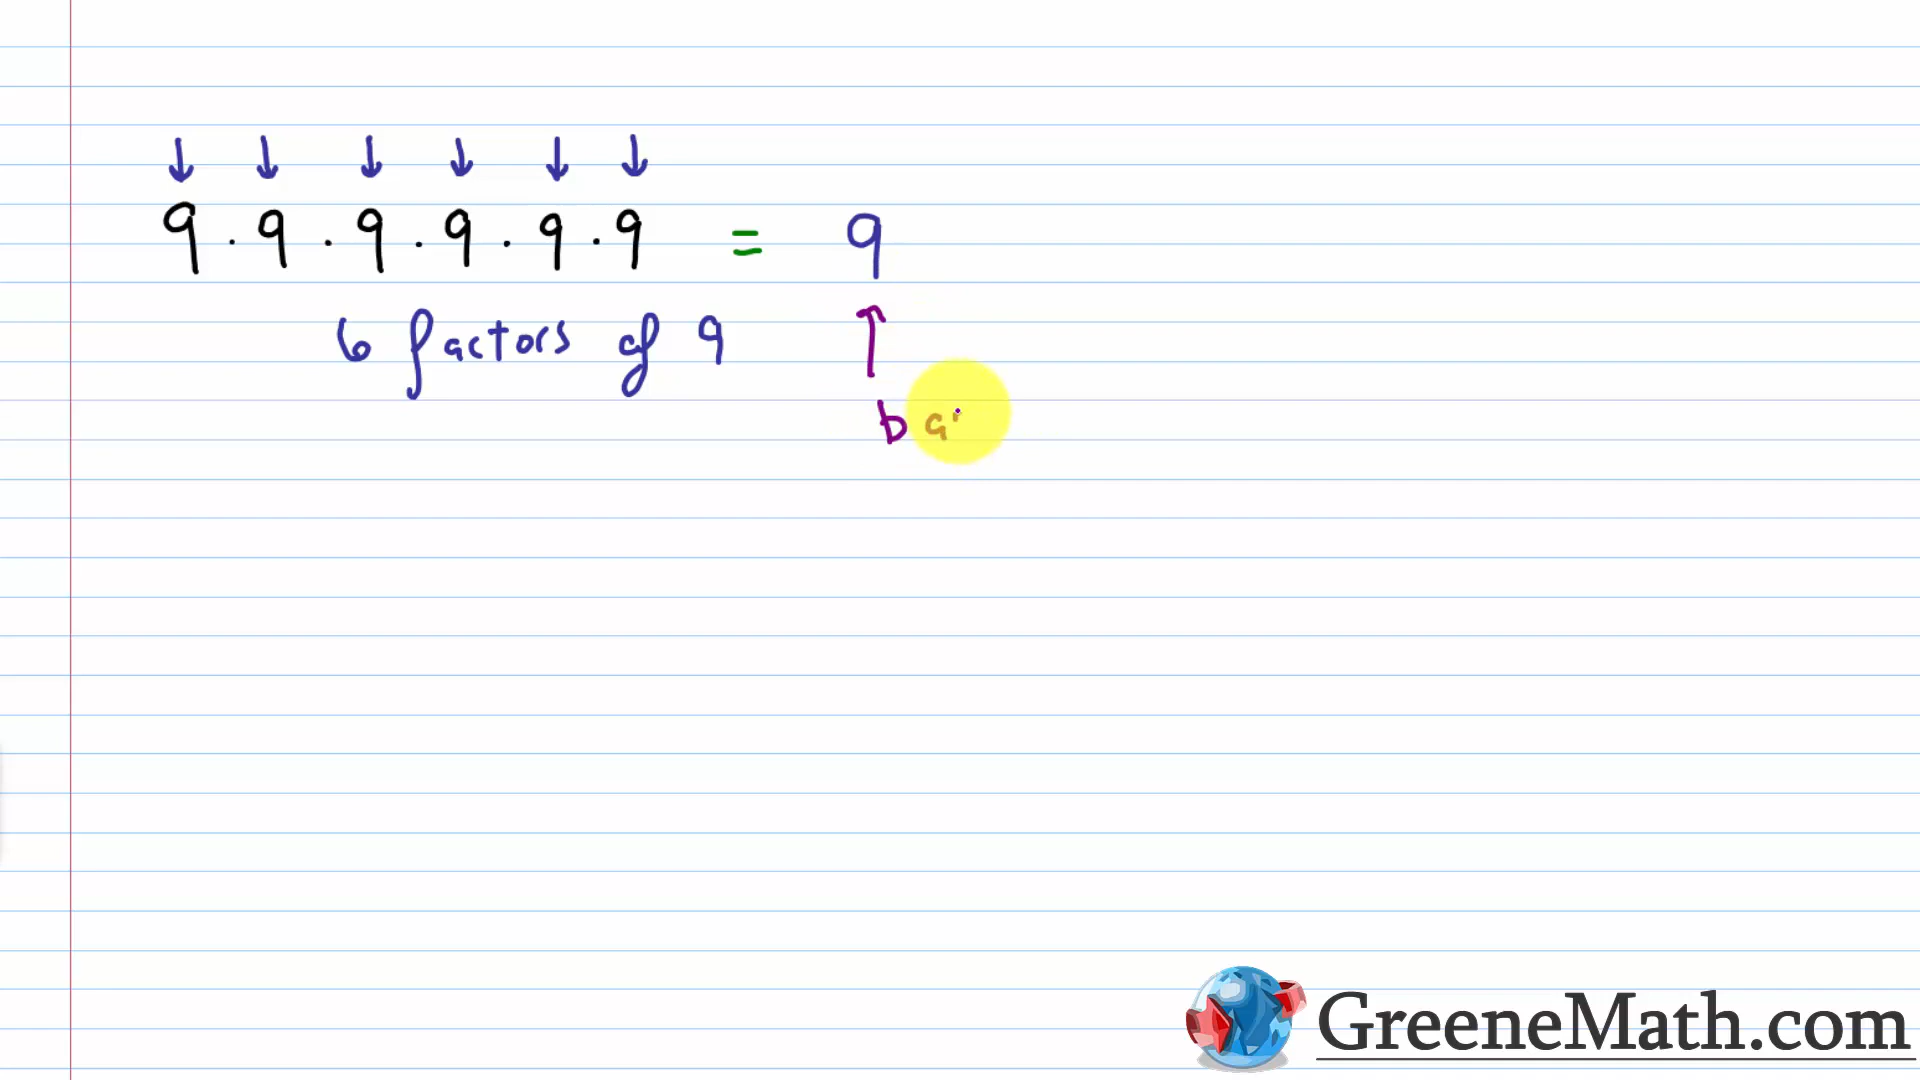 9 · 9 · 9 · 9 · 9 · 9 = 9
6 factors of 9
GreeneMath.com